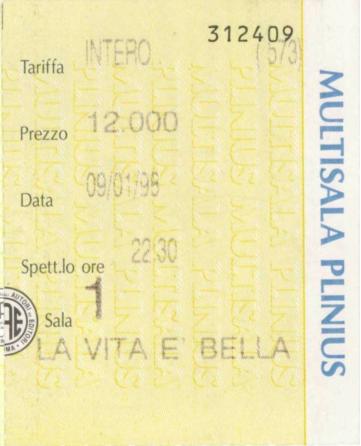 312409
Tariffa INTERO (5/3)
Prezzo 12.000
Data 09/01/98
Spett.lo ore 22:30
Sala 1
LA VITA E' BELLA
MULTISALA PLINIUS